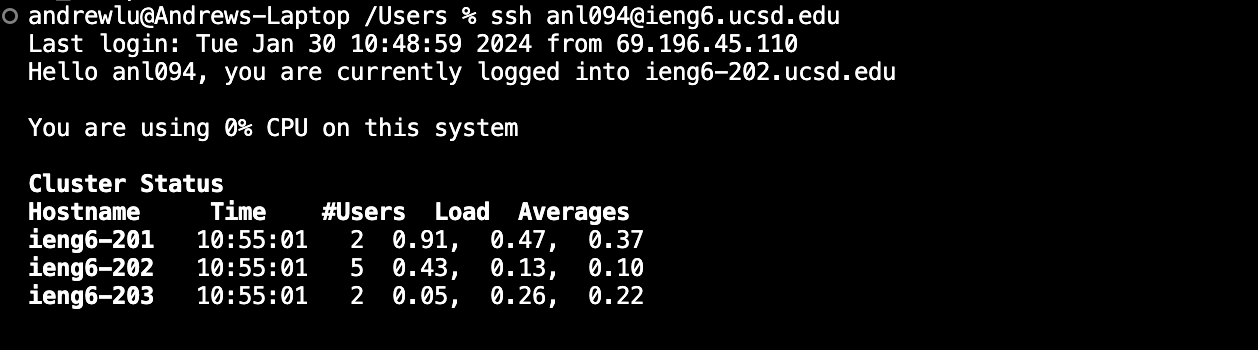 andrewlu@Andrews-Laptop /Users % ssh anl094@ieng6.ucsd.edu
Last login: Tue Jan 30 10:48:59 2024 from 69.196.45.110
Hello anl094, you are currently logged into ieng6-202.ucsd.edu
You are using 0% CPU on this system
Cluster Status
Hostname     Time    #Users  Load  Averages
ieng6-201   10:55:01   2  0.91,  0.47,  0.37
ieng6-202   10:55:01   5  0.43,  0.13,  0.10
ieng6-203   10:55:01   2  0.05,  0.26,  0.22